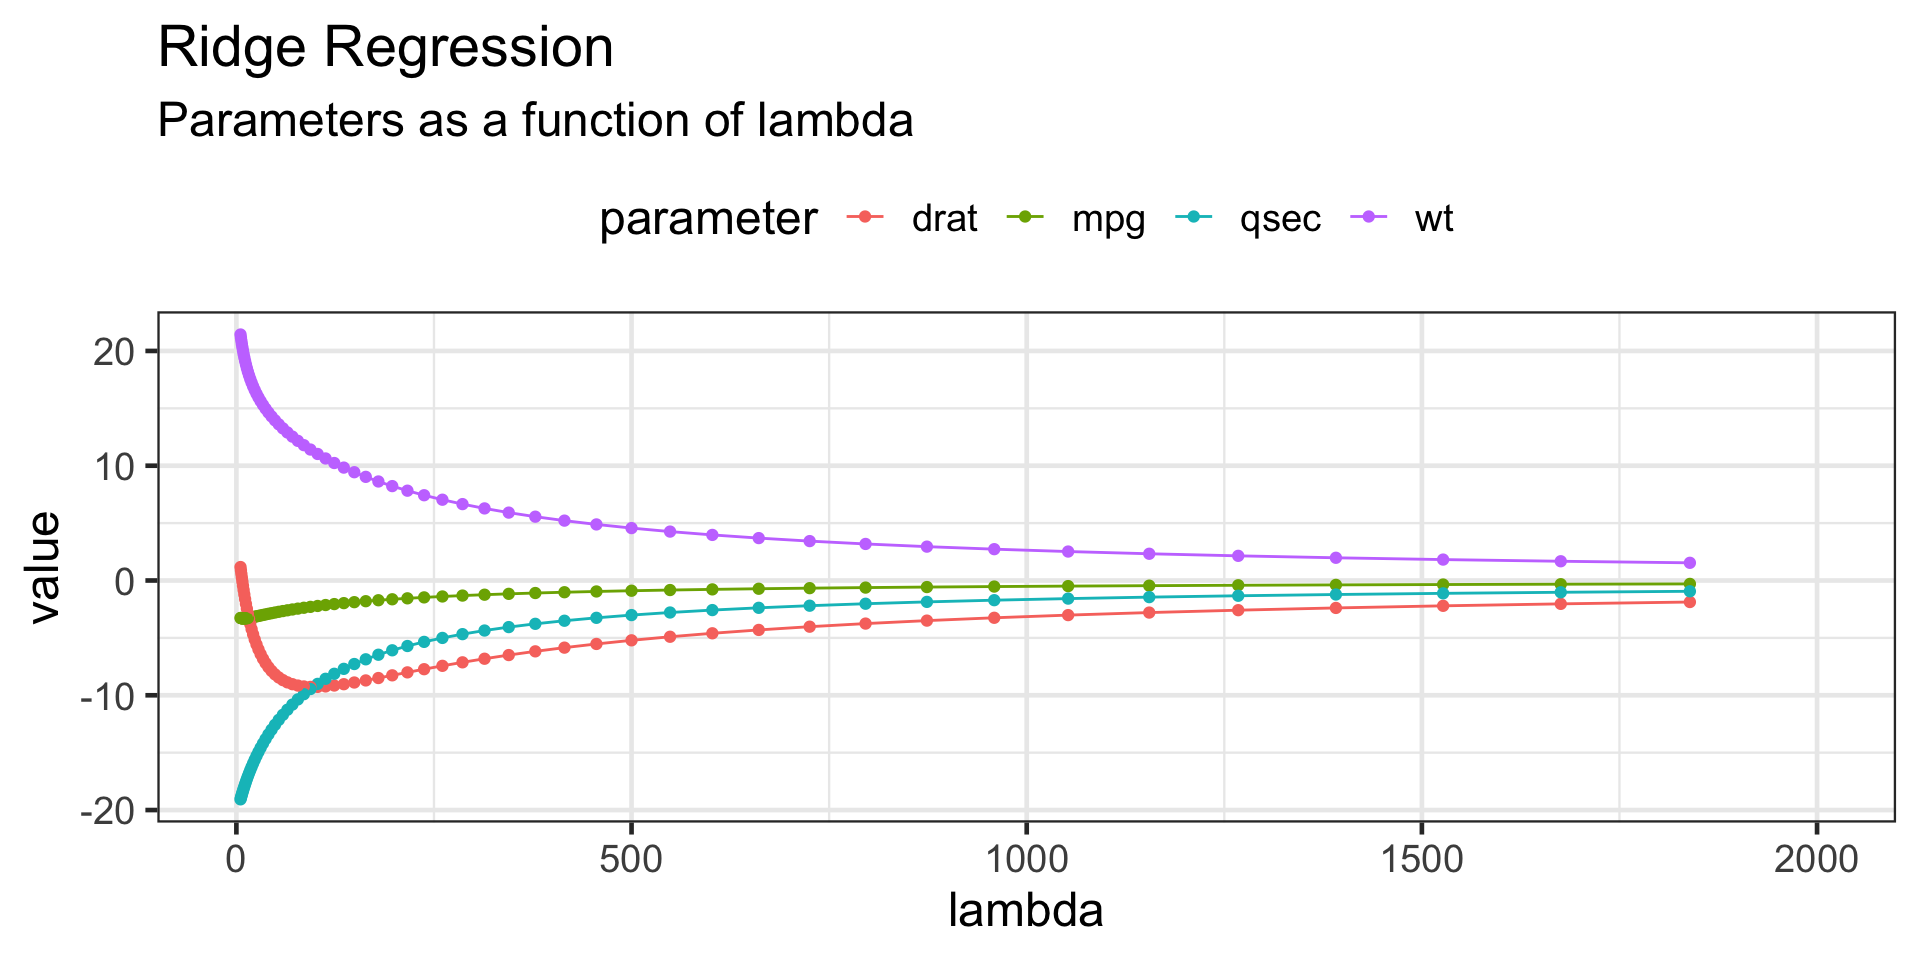 Ridge Regression
Parameters as a function of lambda
parameter drat mpg qsec wt
value
20
10
0
-10
-20
0 500 1000 1500 2000
lambda